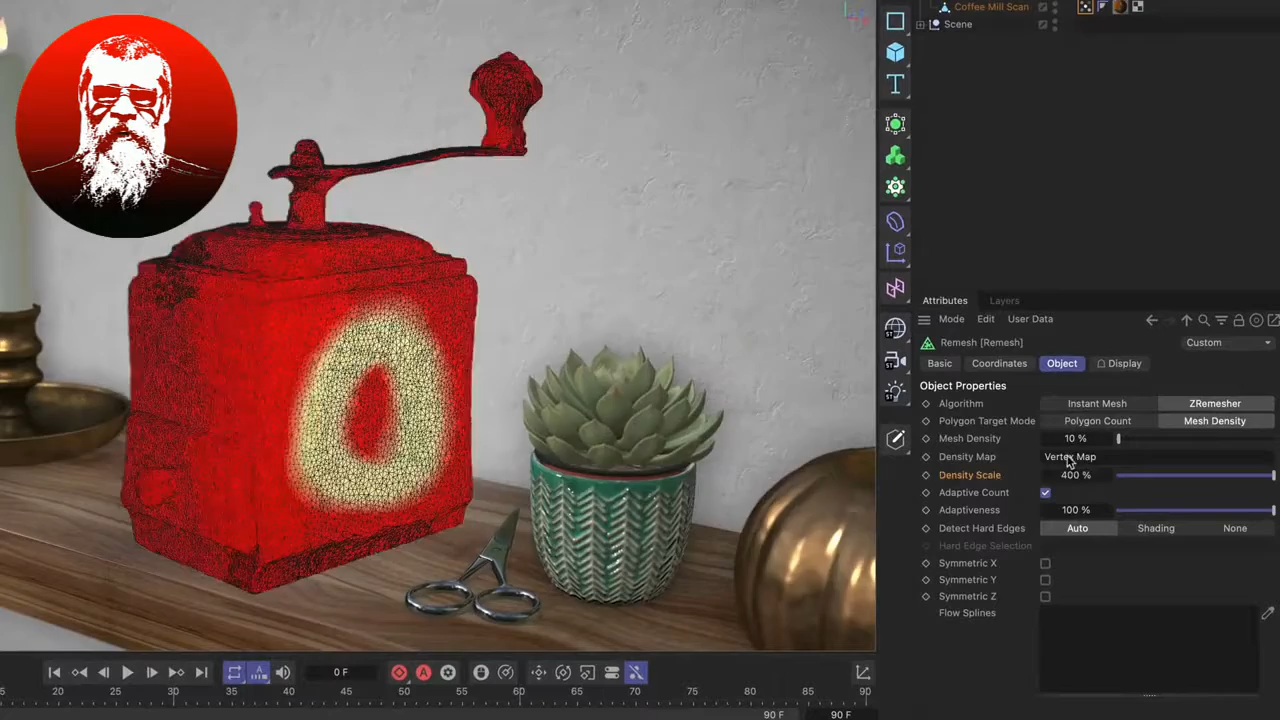 Coffee Mill Scan
Scene
Attributes Layers
Mode Edit User Data
Remesh [Remesh] Custom
Basic Coordinates Object Display
Object Properties
Algorithm Instant Mesh ZRemesher
Polygon Target Mode Polygon Count Mesh Density
Mesh Density 10 %
Density Map Vertex Map
Density Scale 400 %
Adaptive Count
Adaptiveness 100 %
Detect Hard Edges Auto Shading None
Hard Edge Selection
Symmetric X
Symmetric Y
Symmetric Z
Flow Splines
ST
ST
ST
A A 0 F
5 20 25 30 35 40 45 50 55 60 65 70 75 80 85 90
90 F 90 F